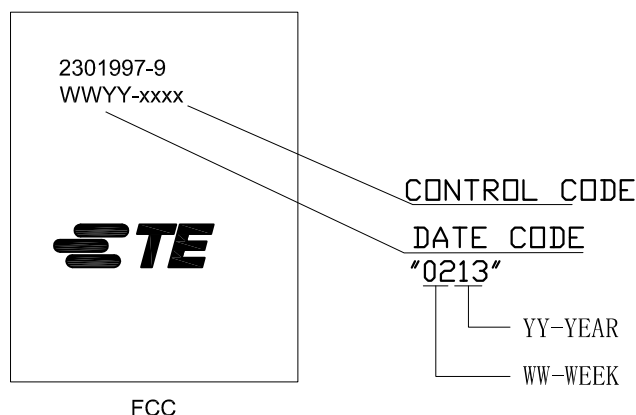 2301997-9
WWYY-xxxx
CONTROL CODE
TE
DATE CODE
"0213"
YY-YEAR
WW-WEEK
FCC